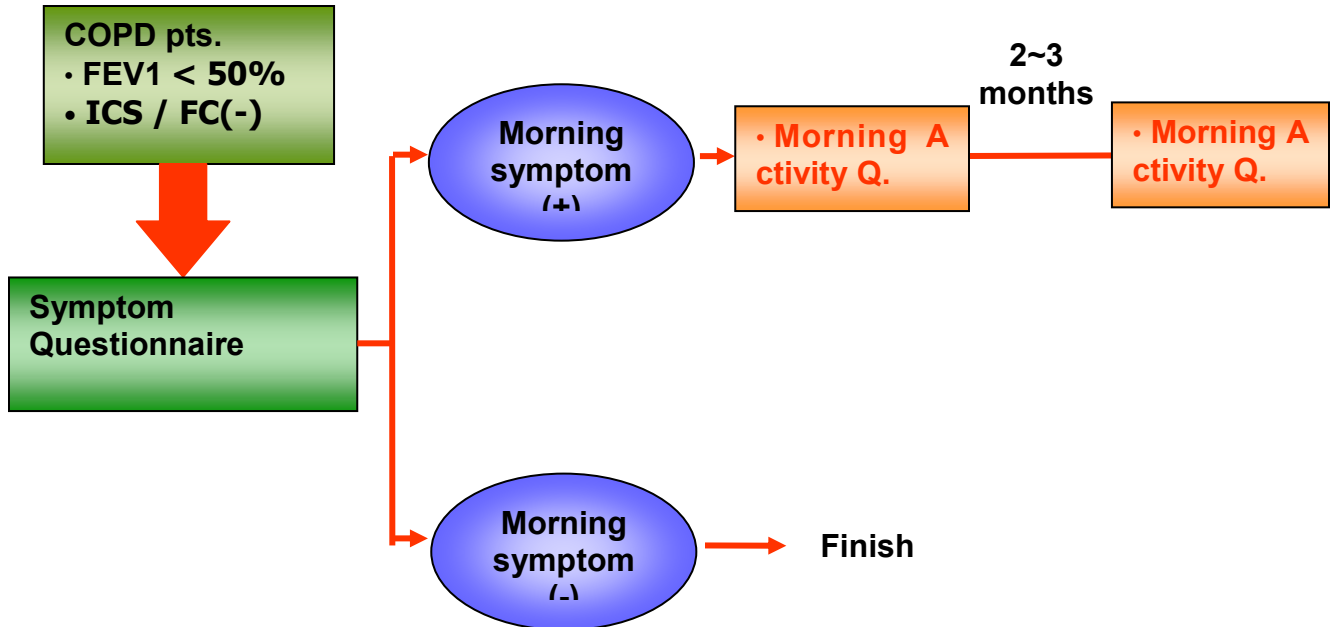 COPD pts.
· FEV1 < 50%
• ICS / FC(-)
Symptom
Questionnaire
Morning
symptom
(+)
· Morning A
ctivity Q.
2~3
months
· Morning A
ctivity Q.
Morning
symptom
(-)
Finish